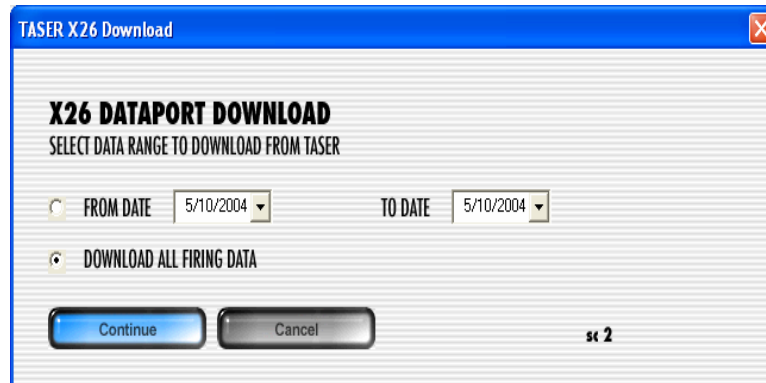 TASER X26 Download
X26 DATAPORT DOWNLOAD
SELECT DATA RANGE TO DOWNLOAD FROM TASER
FROM DATE 5/10/2004 TO DATE 5/10/2004
DOWNLOAD ALL FIRING DATA
Continue Cancel sc 2